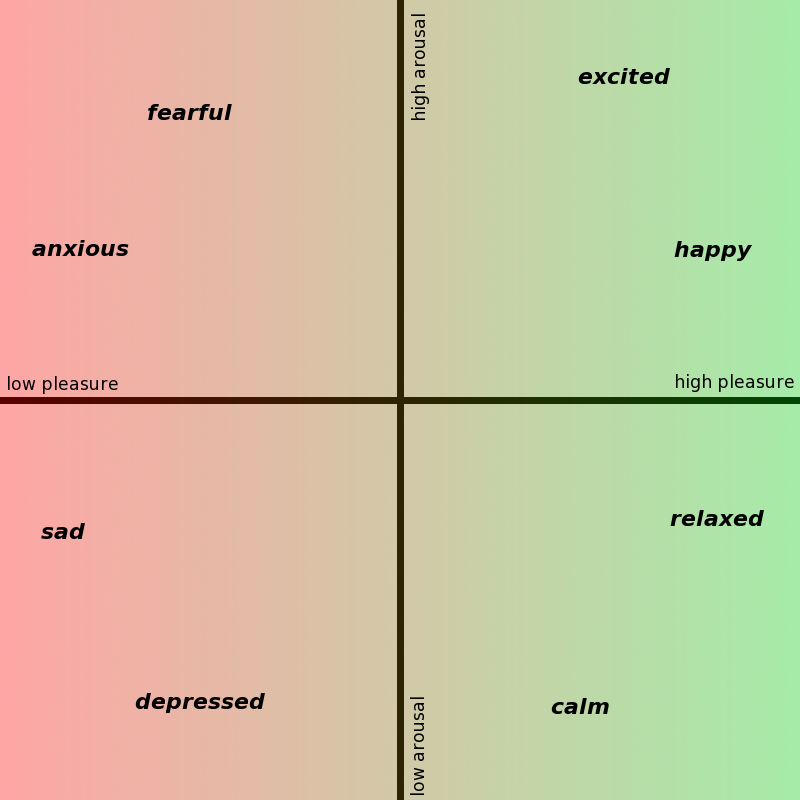 high arousal
excited
fearful
anxious
happy
low pleasure
high pleasure
relaxed
sad
depressed
calm
low arousal